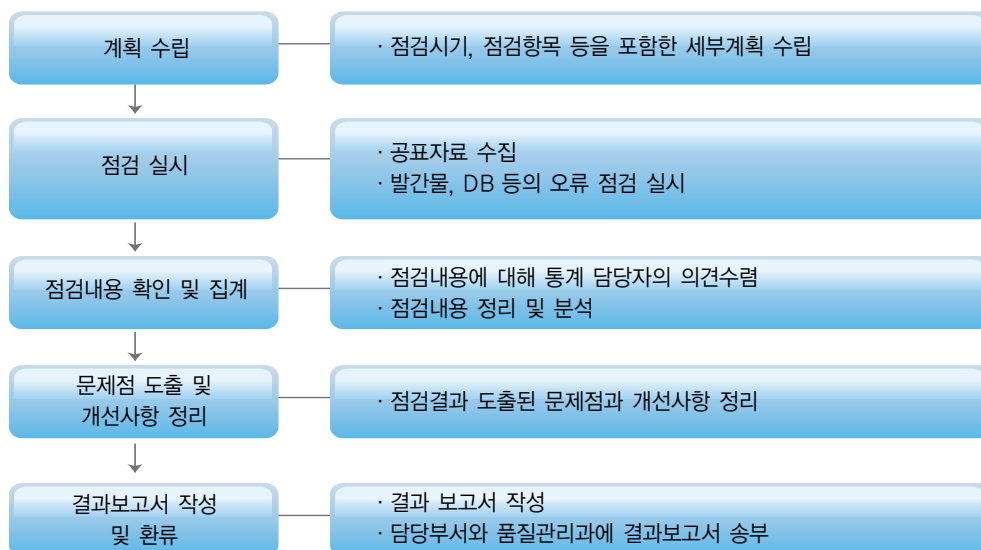 계획 수립
· 점검시기, 점검항목 등을 포함한 세부계획 수립
점검 실시
· 공표자료 수집
· 발간물, DB 등의 오류 점검 실시
점검내용 확인 및 집계
· 점검내용에 대해 통계 담당자의 의견수렴
· 점검내용 정리 및 분석
문제점 도출 및
개선사항 정리
· 점검결과 도출된 문제점과 개선사항 정리
결과보고서 작성
및 환류
· 결과 보고서 작성
· 담당부서와 품질관리과에 결과보고서 송부